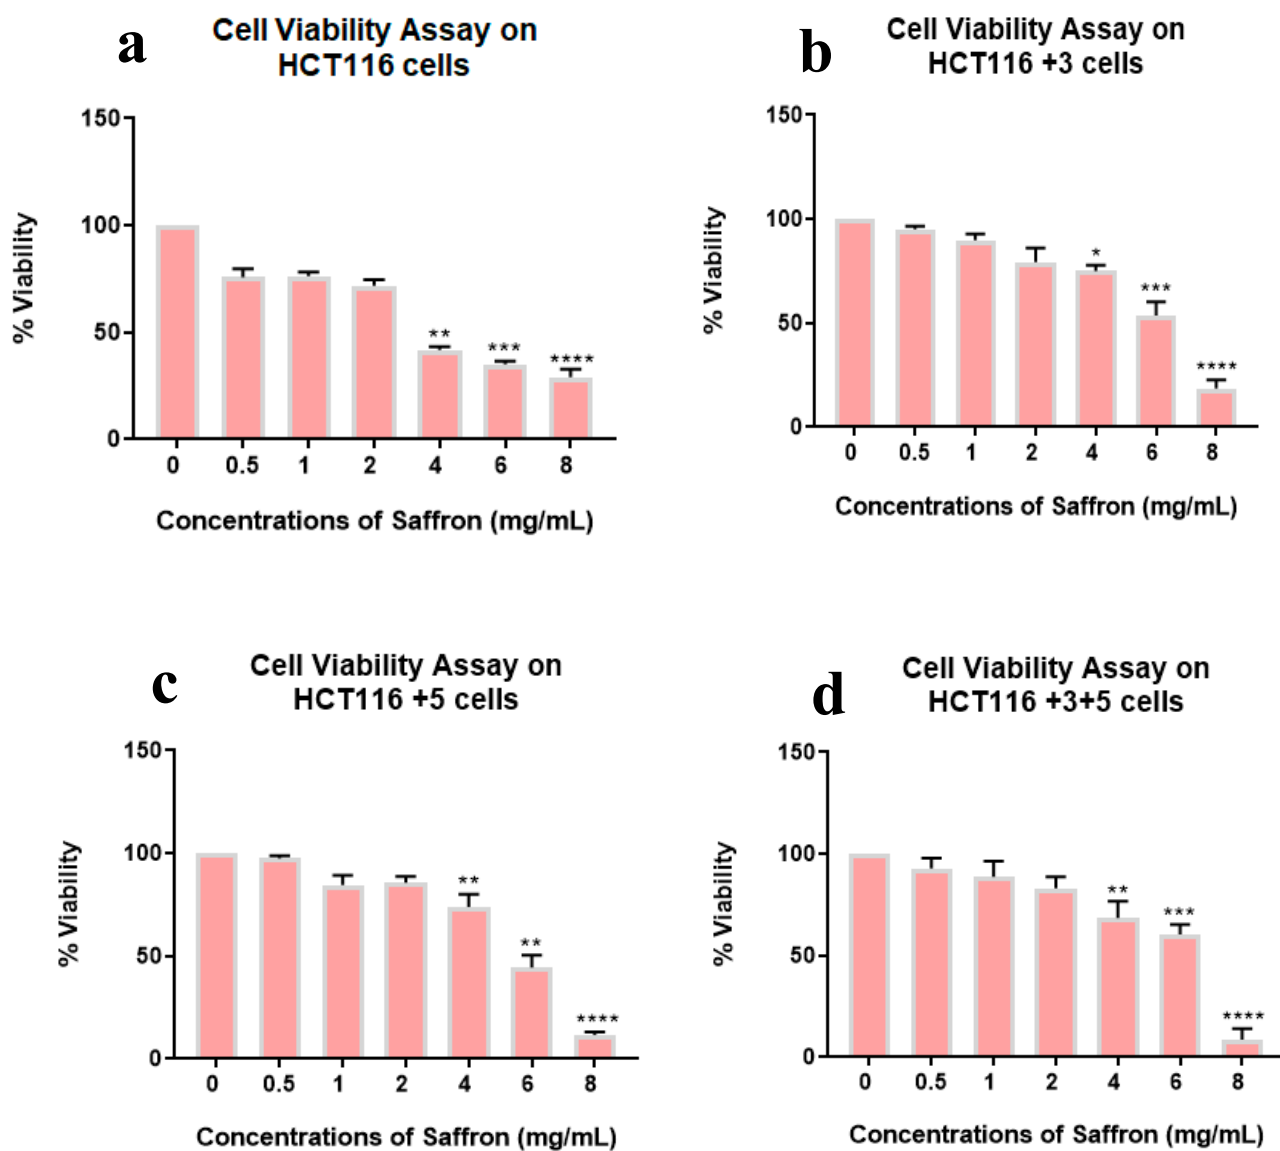 a
Cell Viability Assay on
HCT116 cells
% Viability
150
100
50
0
**
***
****
0 0.5 1 2 4 6 8
Concentrations of Saffron (mg/mL)
b
Cell Viability Assay on
HCT116 +3 cells
% Viability
150
100
50
0
*
***
****
0 0.5 1 2 4 6 8
Concentrations of Saffron (mg/mL)
c
Cell Viability Assay on
HCT116 +5 cells
% Viability
150
100
50
0
**
**
****
0 0.5 1 2 4 6 8
Concentrations of Saffron (mg/mL)
d
Cell Viability Assay on
HCT116 +3+5 cells
% Viability
150
100
50
0
**
***
****
0 0.5 1 2 4 6 8
Concentrations of Saffron (mg/mL)